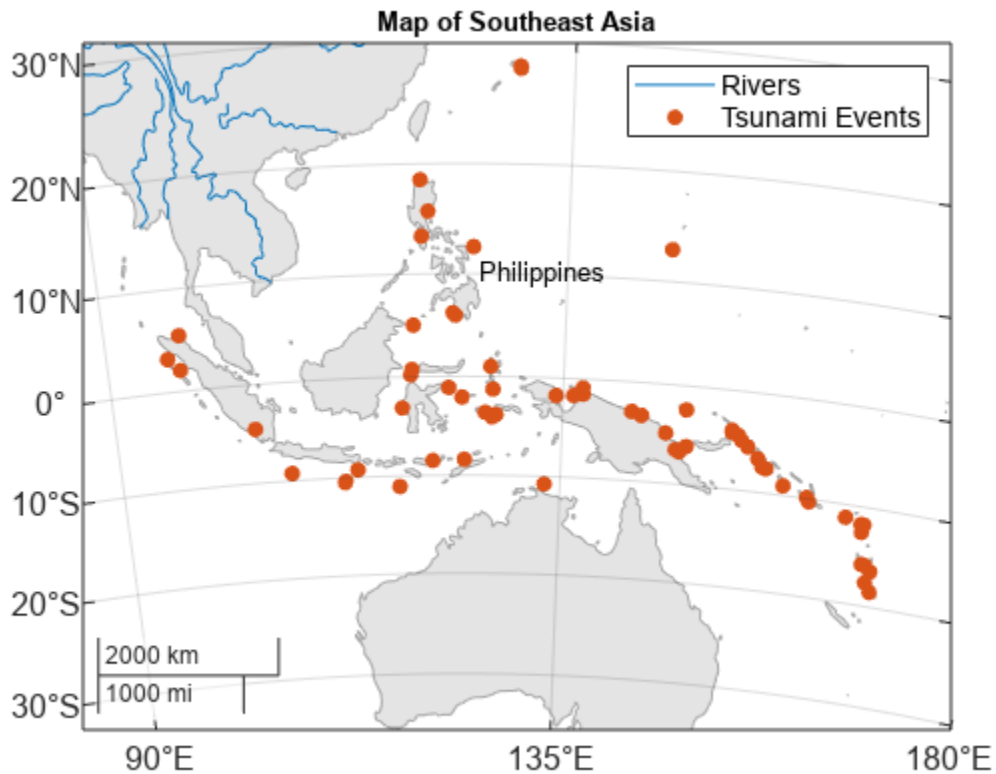 Map of Southeast Asia
30°N
20°N
10°N
0°
10°S
20°S
30°S
Rivers
Tsunami Events
Philippines
2000 km
1000 mi
90°E
135°E
180°E